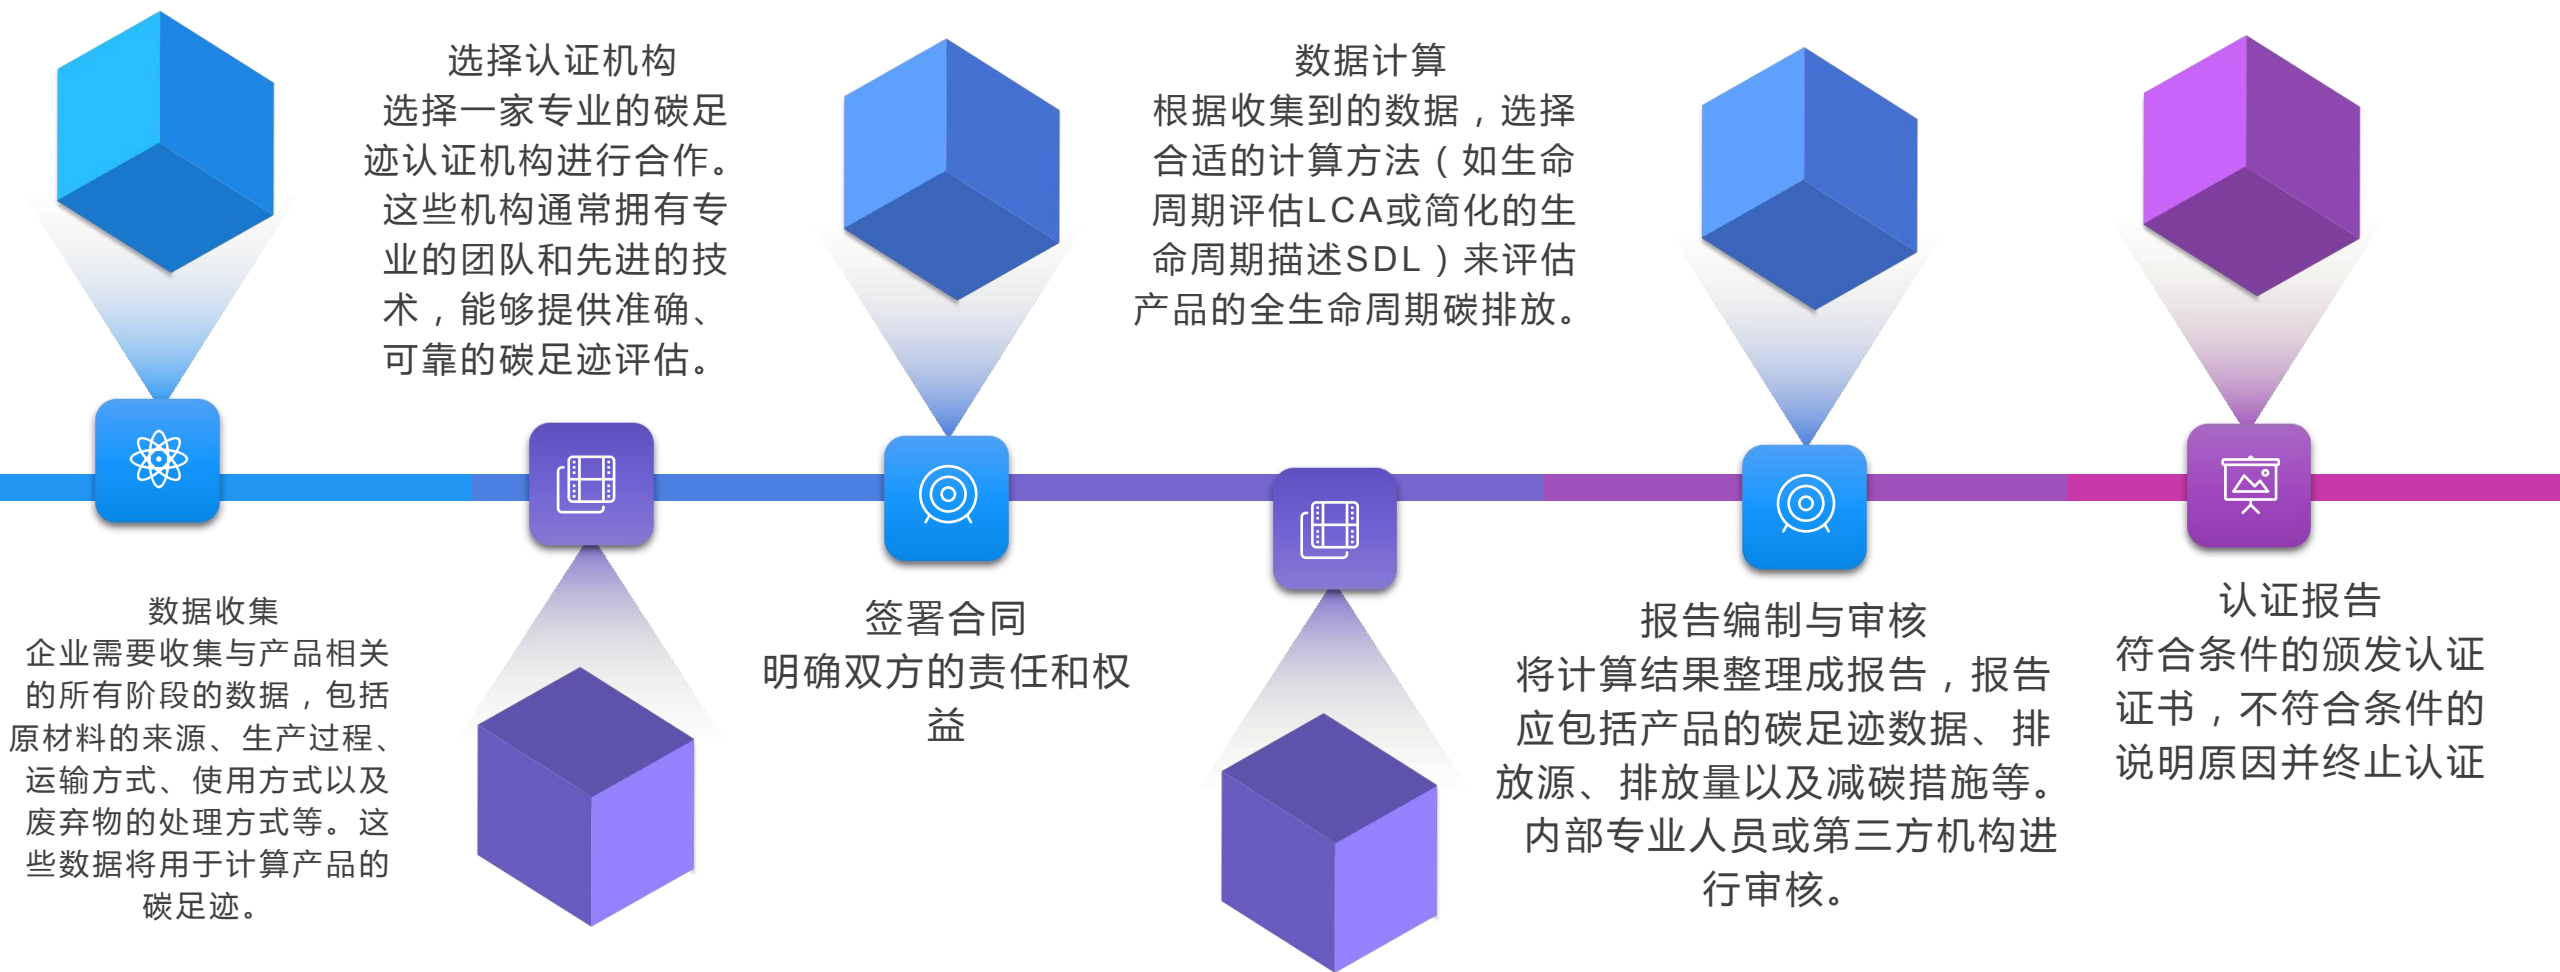 数据收集
企业需要收集与产品相关
的所有阶段的数据，包括
原材料的来源、生产过程、
运输方式、使用方式以及
废弃物的处理方式等。这
些数据将用于计算产品的
碳足迹。
选择认证机构
选择一家专业的碳足
迹认证机构进行合作。
这些机构通常拥有专
业的团队和先进的技
术，能够提供准确、
可靠的碳足迹评估。
签署合同
明确双方的责任和权
益
数据计算
根据收集到的数据，选择
合适的计算方法（如生命
周期评估LCA或简化的生
命周期描述SDL）来评估
产品的全生命周期碳排放。
报告编制与审核
将计算结果整理成报告，报告
应包括产品的碳足迹数据、排
放源、排放量以及减碳措施等。
内部专业人员或第三方机构进
行审核。
认证报告
符合条件的颁发认证
证书，不符合条件的
说明原因并终止认证